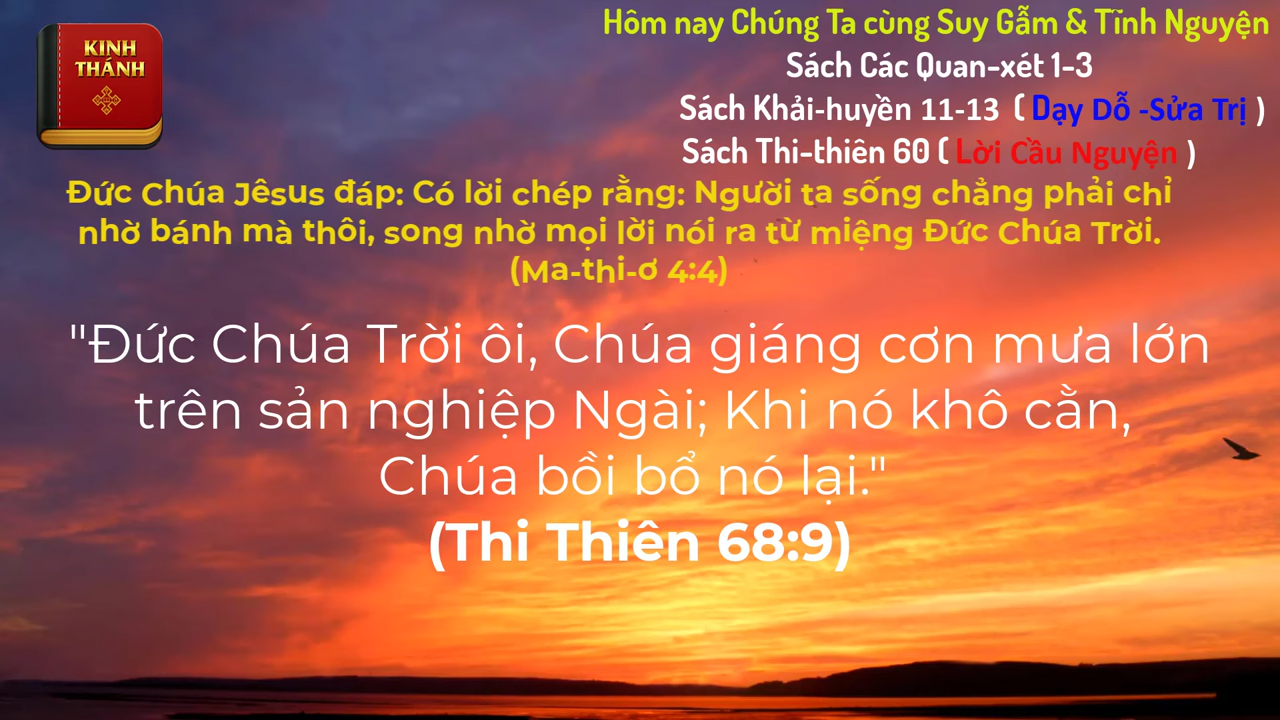 KINH
THÁNH
Hôm nay Chúng Ta cùng Suy Gẫm & Tĩnh Nguyện
Sách Các Quan-xét 1-3
Sách Khải-huyền 11-13 ( Dạy Dỗ -Sửa Trị )
Sách Thi-thiên 60 ( Lời Cầu Nguyện )
Đức Chúa Jêsus đáp: Có lời chép rằng: Người ta sống chẳng phải chỉ
nhờ bánh mà thôi, song nhờ mọi lời nói ra từ miệng Đức Chúa Trời.
(Ma-thi-ơ 4:4)
"Đức Chúa Trời ôi, Chúa giáng cơn mưa lớn
trên sản nghiệp Ngài; Khi nó khô cằn,
Chúa bồi bổ nó lại."
(Thi Thiên 68:9)